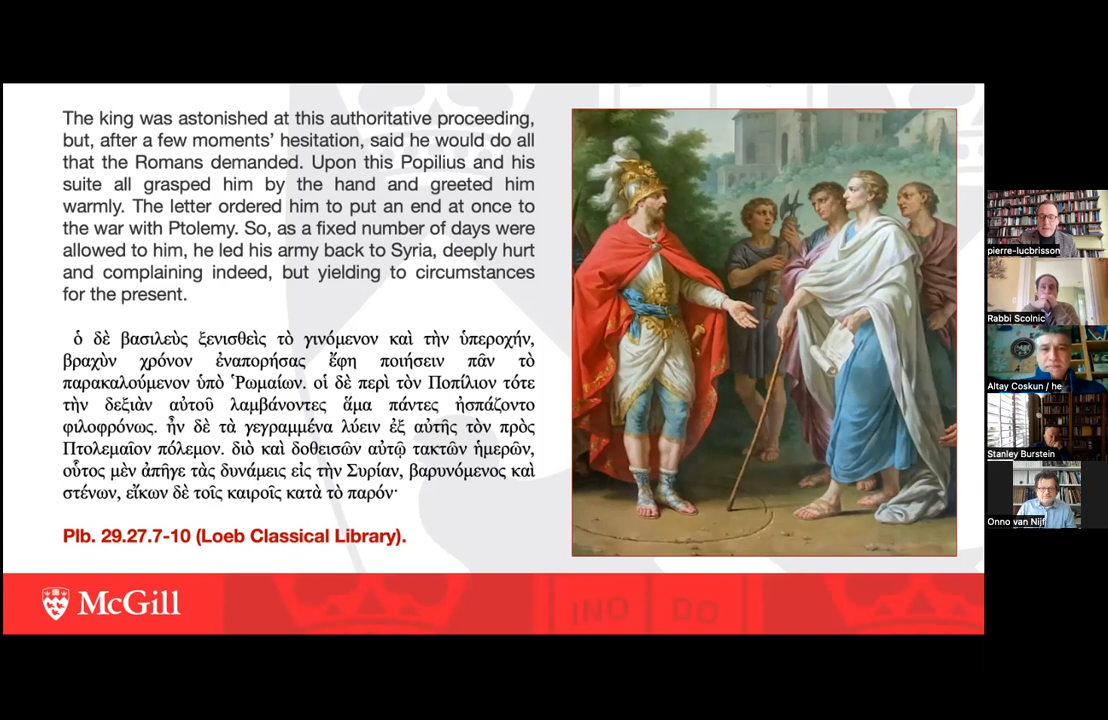 The king was astonished at this authoritative proceeding,
but, after a few moments' hesitation, said he would do all
that the Romans demanded. Upon this Popilius and his
suite all grasped him by the hand and greeted him
warmly. The letter ordered him to put an end at once to
the war with Ptolemy. So, as a fixed number of days were
allowed to him, he led his army back to Syria, deeply hurt
and complaining indeed, but yielding to circumstances
for the present.
ὁ δὲ βασιλεὺς ξενισθεὶς τὸ γινόμενον καὶ τὴν ὑπεροχήν,
βραχὺν χρόνον ἐναπορήσας ἔφη ποιήσειν πᾶν τὸ
παρακαλούμενον ὑπὸ Ῥωμαίων. οἱ δὲ περὶ τὸν Ποπίλιον τότε
τὴν δεξιὰν αὐτοῦ λαμβάνοντες ἅμα πάντες ἠσπάζοντο
φιλοφρόνως. ἦν δὲ τὰ γεγραμμένα λύειν ἐξ αὐτῆς τὸν πρὸς
Πτολεμαῖον πόλεμον. διὸ καὶ δοθεισῶν αὐτῷ τακτῶν ἡμερῶν,
οὗτος μὲν ἀπῆγε τὰς δυνάμεις εἰς τὴν Συρίαν, βαρυνόμενος καὶ
στένων, εἴκων δὲ τοῖς καιροῖς κατὰ τὸ παρόν·
Plb. 29.27.7-10 (Loeb Classical Library).
McGill
IN DO
pierre-lucbrisson
Rabbi Scolnic
Altay Coskun / he
Stanley Burstein
Onno van Nijf